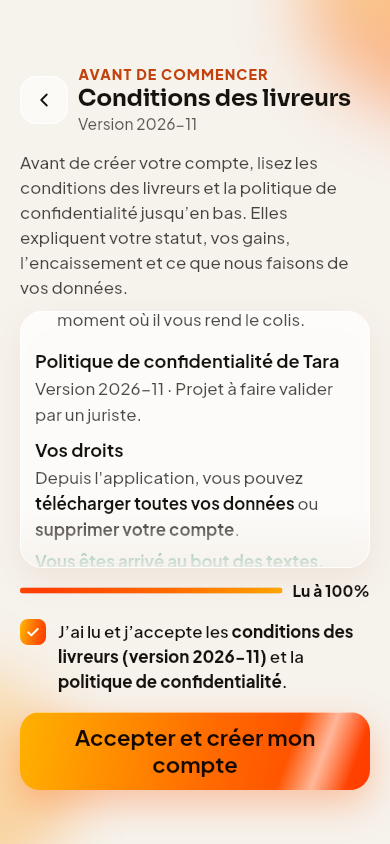 AVANT DE COMMENCER
Conditions des livreurs
Version 2026-11
Avant de créer votre compte, lisez les
conditions des livreurs et la politique de
confidentialité jusqu’en bas. Elles
expliquent votre statut, vos gains,
l’encaissement et ce que nous faisons de
vos données.
moment où il vous rend le colis.
Politique de confidentialité de Tara
Version 2026-11 · Projet à faire valider
par un juriste.
Vos droits
Depuis l'application, vous pouvez
télécharger toutes vos données ou
supprimer votre compte.
Vous êtes arrivé au bout des textes.
Lu à 100%
J’ai lu et j’accepte les conditions des
livreurs (version 2026-11) et la
politique de confidentialité.
Accepter et créer mon
compte